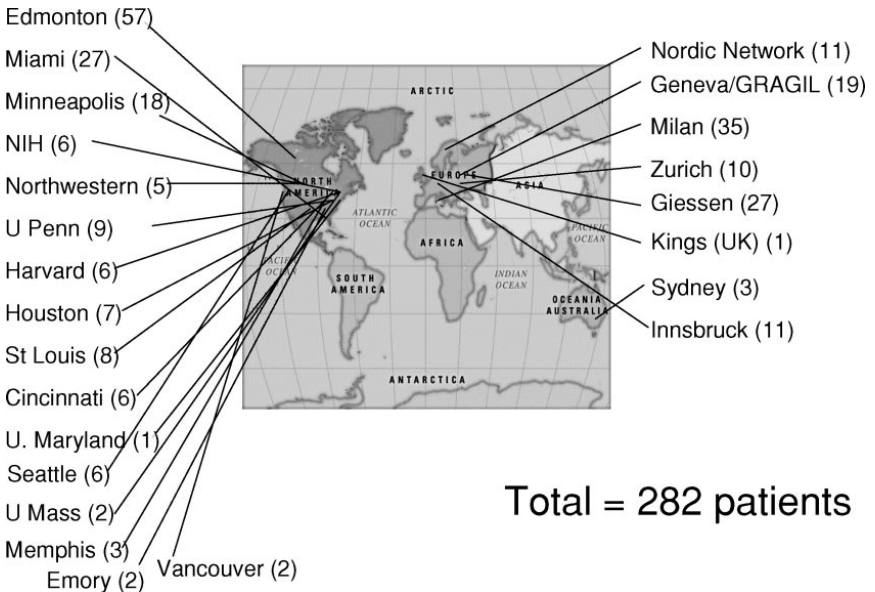 Edmonton (57)
Miami (27)
Minneapolis (18)
NIH (6)
Northwestern (5)
U Penn (9)
Harvard (6)
Houston (7)
St Louis (8)
Cincinnati (6)
U. Maryland (1)
Seattle (6)
U Mass (2)
Memphis (3)
Emory (2)
Vancouver (2)
ARCTIC
NORTH
AMERICA
EUROPE
ASIA
ATLANTIC
OCEAN
PACIFIC
OCEAN
AFRICA
PACIFIC
OCEAN
SOUTH
AMERICA
INDIAN
OCEAN
OCEANIA
AUSTRALIA
ANTARCTICA
Nordic Network (11)
Geneva/GRAGIL (19)
Milan (35)
Zurich (10)
Giessen (27)
Kings (UK) (1)
Sydney (3)
Innsbruck (11)
Total = 282 patients